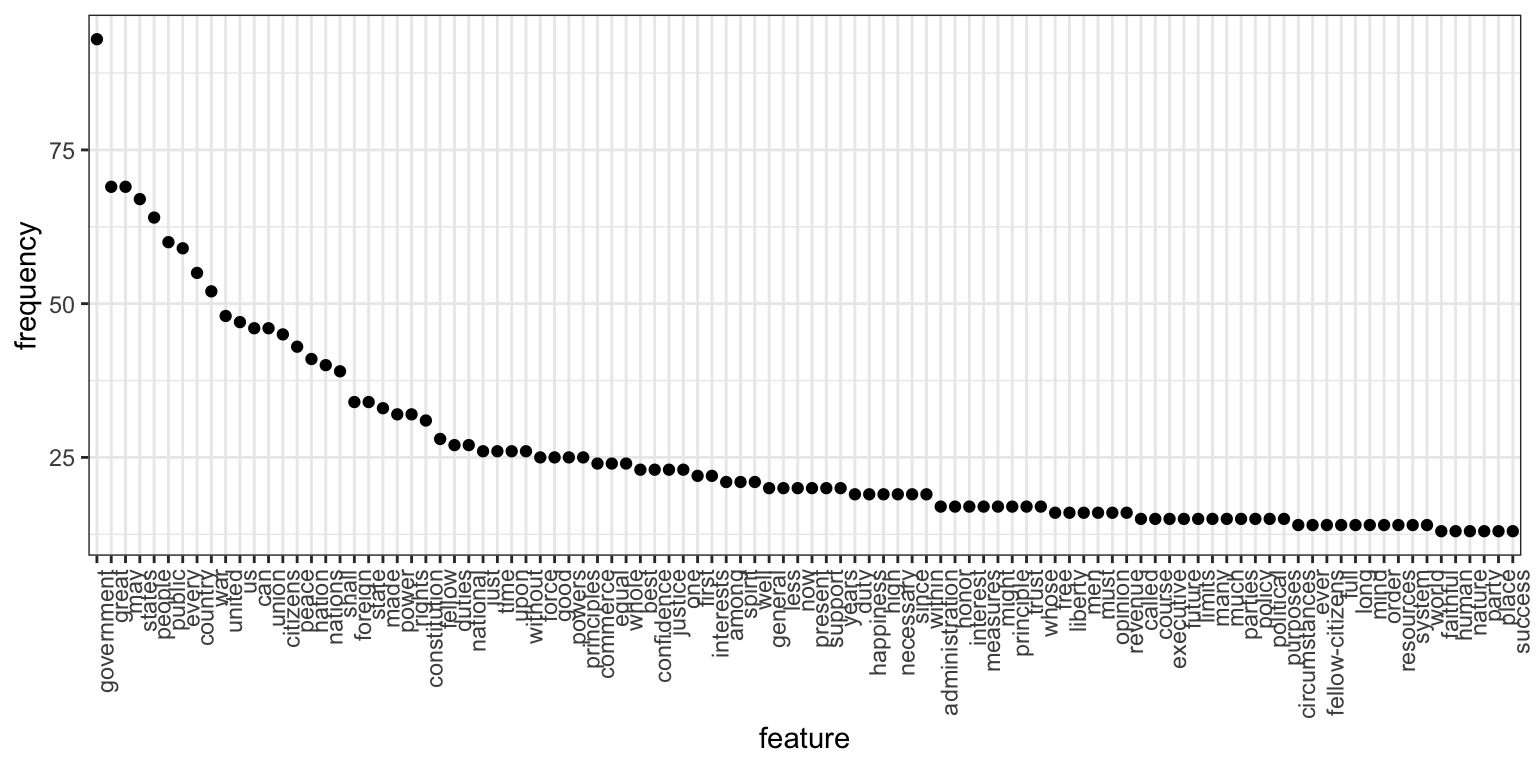 75
50
25
frequency
government
great
may
states
people
public
every
country
war
united
us
can
union
citizens
peace
nation
nations
shall
foreign
state
made
power
rights
constitution
fellow
duties
national
just
time
upon
without
force
good
powers
principles
commerce
equal
whole
best
confidence
justice
one
first
interests
among
spirit
well
general
less
now
present
support
years
duty
happiness
high
necessary
since
within
administration
honor
interest
measures
might
principle
trust
whose
free
liberty
men
must
opinion
revenue
called
course
executive
future
limits
many
much
parties
policy
political
purposes
circumstances
ever
fellow-citizens
full
long
mind
order
resources
system
world
faithful
human
nature
party
place
success
feature